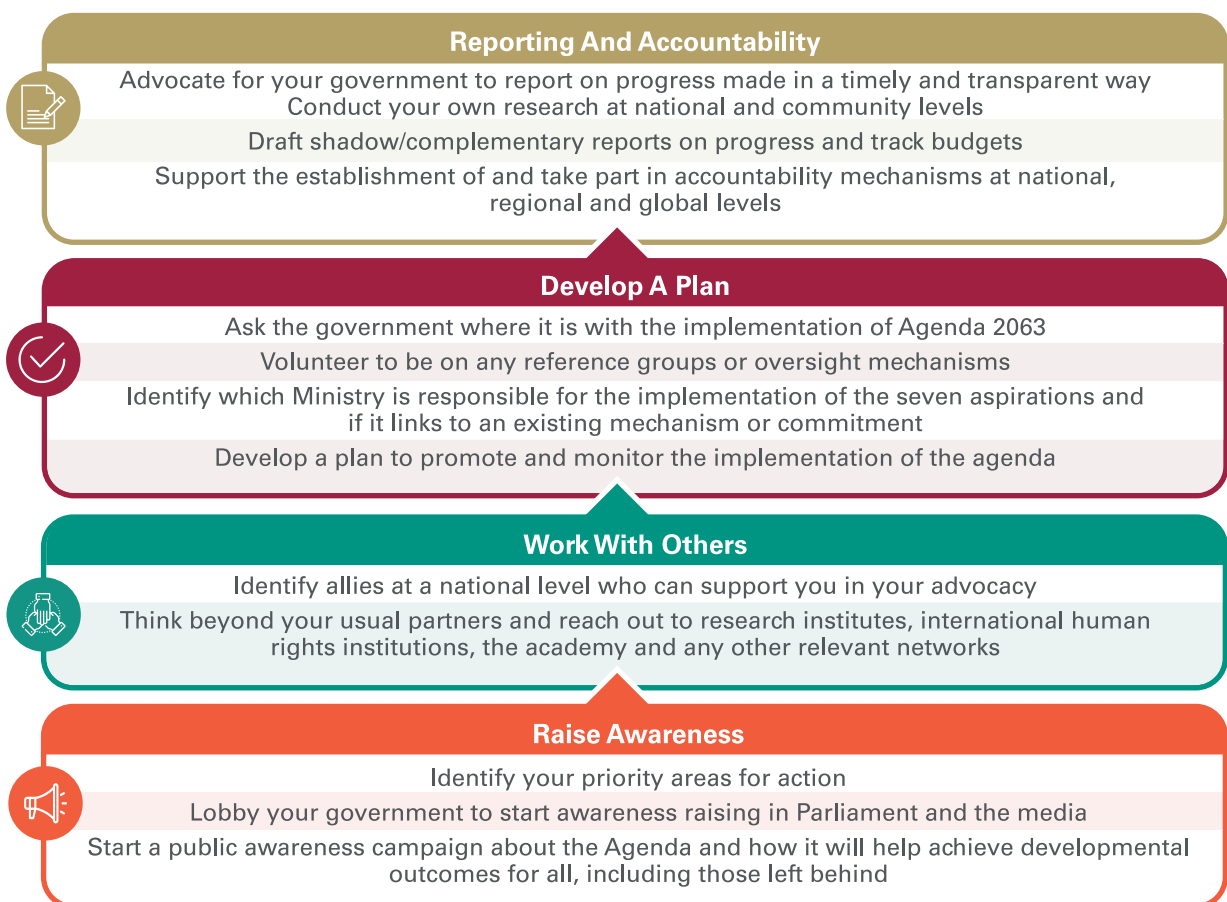 Reporting And Accountability
Advocate for your government to report on progress made in a timely and transparent way
Conduct your own research at national and community levels
Draft shadow/complementary reports on progress and track budgets
Support the establishment of and take part in accountability mechanisms at national,
regional and global levels
Develop A Plan
Ask the government where it is with the implementation of Agenda 2063
Volunteer to be on any reference groups or oversight mechanisms
Identify which Ministry is responsible for the implementation of the seven aspirations and
if it links to an existing mechanism or commitment
Develop a plan to promote and monitor the implementation of the agenda
Work With Others
Identify allies at a national level who can support you in your advocacy
Think beyond your usual partners and reach out to research institutes, international human
rights institutions, the academy and any other relevant networks
Raise Awareness
Identify your priority areas for action
Lobby your government to start awareness raising in Parliament and the media
Start a public awareness campaign about the Agenda and how it will help achieve developmental
outcomes for all, including those left behind